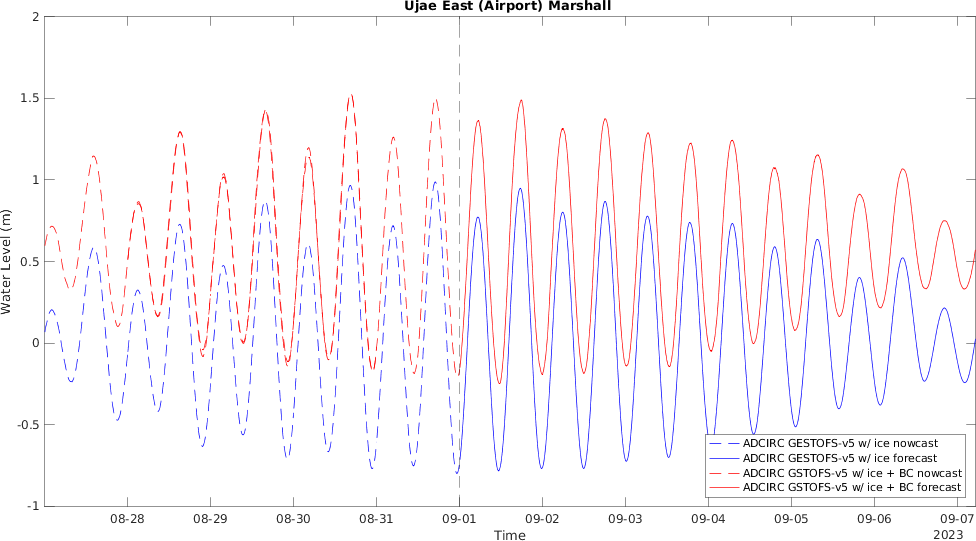 Ujae East (Airport) Marshall
Water Level (m)
2
1.5
1
0.5
0
-0.5
-1
ADCIRC GESTOFS-v5 w/ ice nowcast
ADCIRC GESTOFS-v5 w/ ice forecast
ADCIRC GSTOFS-v5 w/ ice + BC nowcast
ADCIRC GSTOFS-v5 w/ ice + BC forecast
08-28 08-29 08-30 08-31 09-01 09-02 09-03 09-04 09-05 09-06 09-07
Time
2023